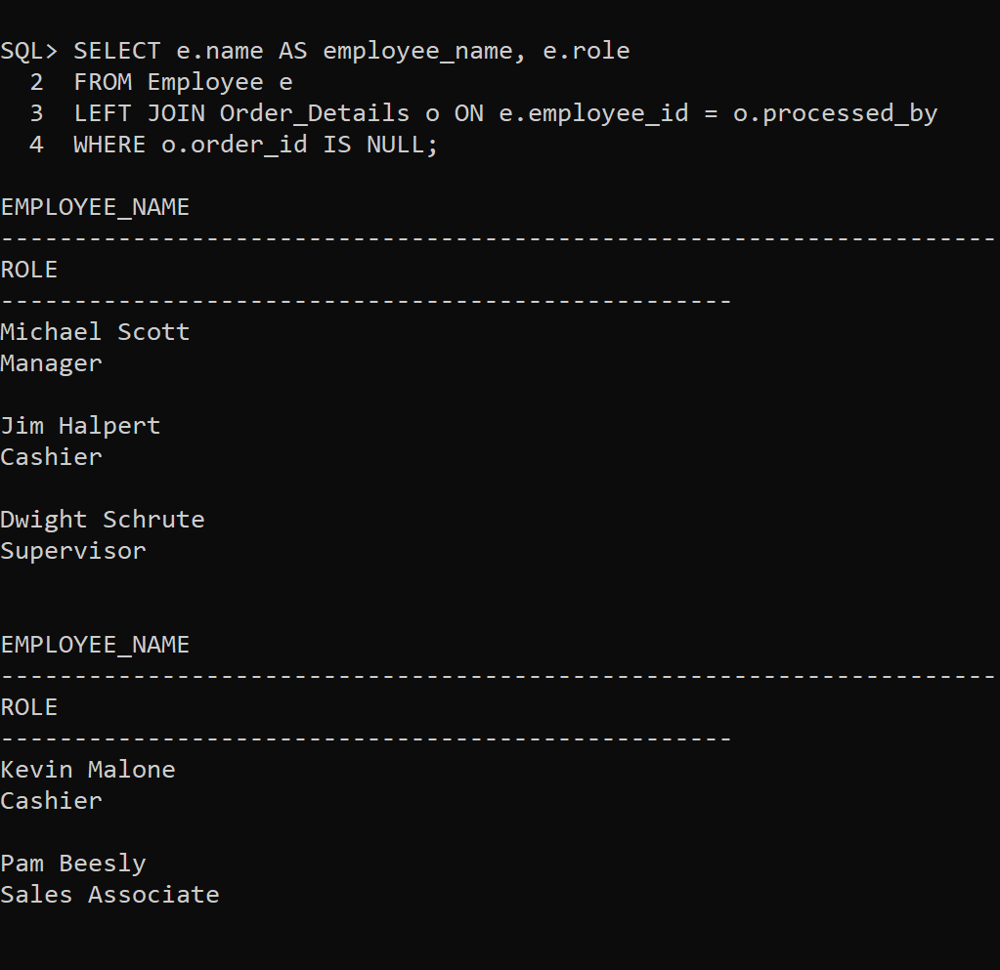 SQL> SELECT e.name AS employee_name, e.role
  2  FROM Employee e
  3  LEFT JOIN Order_Details o ON e.employee_id = o.processed_by
  4  WHERE o.order_id IS NULL;
EMPLOYEE_NAME
--------------------------------------------------------------------
ROLE
--------------------------------------------------
Michael Scott
Manager
Jim Halpert
Cashier
Dwight Schrute
Supervisor
EMPLOYEE_NAME
--------------------------------------------------------------------
ROLE
--------------------------------------------------
Kevin Malone
Cashier
Pam Beesly
Sales Associate